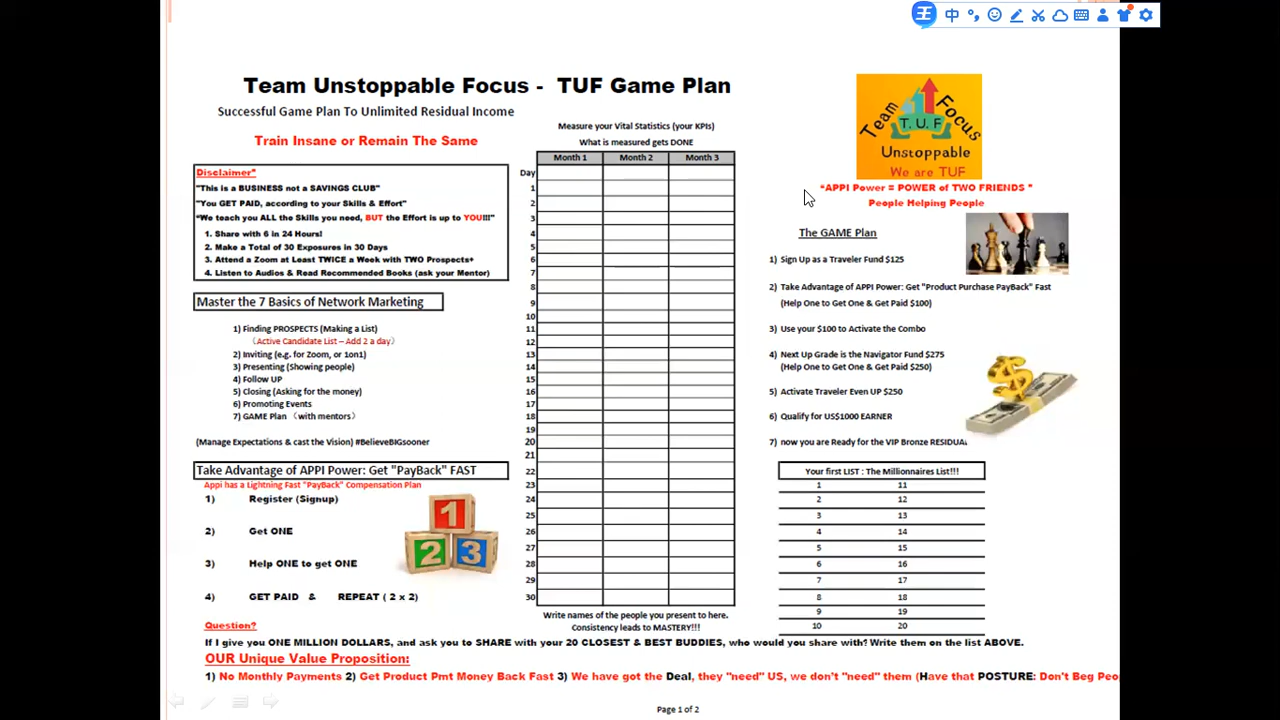 王 中
Team Unstoppable Focus - TUF Game Plan
Successful Game Plan To Unlimited Residual Income
Train Insane or Remain The Same
Disclaimer"
"This is a BUSINESS not a SAVINGS CLUB"
"You GET PAID, according to your Skills & Effort"
"We teach you ALL the Skills you need, BUT the Effort is up to YOU!!!"
1. Share with 6 in 24 Hours!
2. Make a Total of 30 Exposures in 30 Days
3. Attend a Zoom at Least TWICE a Week with TWO Prospects+
4. Listen to Audios & Read Recommended Books (ask your Mentor)
Master the 7 Basics of Network Marketing
1) Finding PROSPECTS (Making a List)
（Active Candidate List – Add 2 a day）
2) Inviting (e.g. for Zoom, or 1on1)
3) Presenting (Showing people)
4) Follow UP
5) Closing (Asking for the money)
6) Promoting Events
7) GAME Plan （with mentors）
(Manage Expectations & cast the Vision) #BelieveBIGsooner
Take Advantage of APPI Power: Get "PayBack" FAST
Appi has a Lightning Fast "PayBack" Compensation Plan
1) Register (Signup)
2) Get ONE
3) Help ONE to get ONE
4) GET PAID & REPEAT ( 2 x 2)
1
2 3
Measure your Vital Statistics (your KPIs)
What is measured gets DONE
Month 1 Month 2 Month 3
Day
1
2
3
4
5
6
7
8
9
10
11
12
13
14
15
16
17
18
19
20
21
22
23
24
25
26
27
28
29
30
Write names of the people you present to here.
Consistency leads to MASTERY!!!
Team Focus
T.U.F
Unstoppable
We are TUF
"APPI Power = POWER of TWO FRIENDS "
People Helping People
The GAME Plan
1) Sign Up as a Traveler Fund $125
2) Take Advantage of APPI Power: Get "Product Purchase PayBack" Fast
(Help One to Get One & Get Paid $100)
3) Use your $100 to Activate the Combo
4) Next Up Grade is the Navigator Fund $275
(Help One to Get One & Get Paid $250)
5) Activate Traveler Even UP $250
6) Qualify for US$1000 EARNER
7) now you are Ready for the VIP Bronze RESIDUAL
Your first LIST : The Millionnaires List!!!
1 11
2 12
3 13
4 14
5 15
6 16
7 17
8 18
9 19
10 20
Question?
If I give you ONE MILLION DOLLARS, and ask you to SHARE with your 20 CLOSEST & BEST BUDDIES, who would you share with? Write them on the list ABOVE.
OUR Unique Value Proposition:
1) No Monthly Payments 2) Get Product Pmt Money Back Fast 3) We have got the Deal, they "need" US, we don't "need" them (Have that POSTURE: Don't Beg Peo
Page 1 of 2